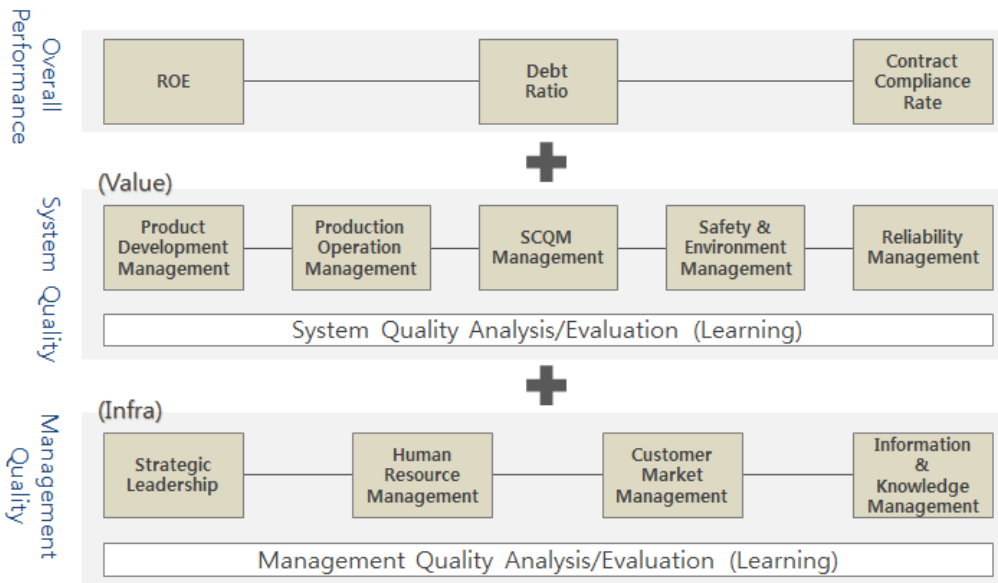 Overall
Performance
ROE
Debt
Ratio
Contract
Compliance
Rate
(Value)
System Quality
Product
Development
Management
Production
Operation
Management
SCQM
Management
Safety &
Environment
Management
Reliability
Management
System Quality Analysis/Evaluation (Learning)
(Infra)
Management
Quality
Strategic
Leadership
Human
Resource
Management
Customer
Market
Management
Information
&
Knowledge
Management
Management Quality Analysis/Evaluation (Learning)